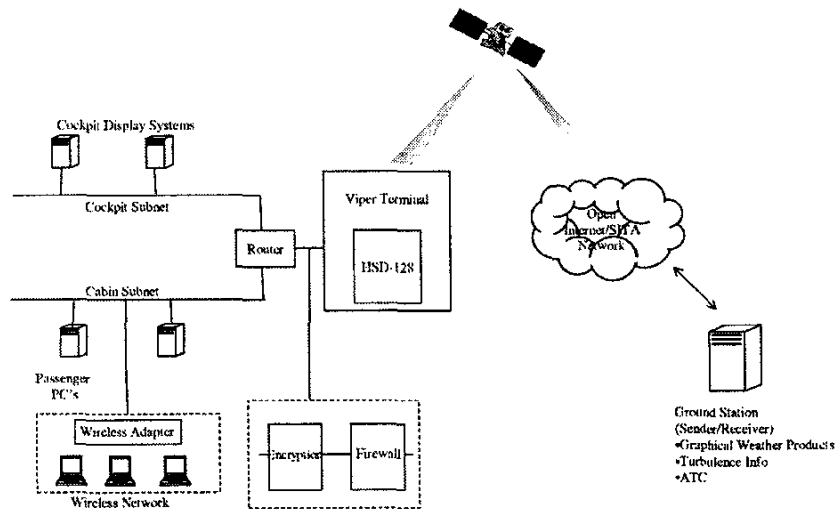 Cockpit Display Systems
Cockpit Subnet
Viper Terminal
Router
HSD-128
Open
Internet/SITA
Network
Cabin Subnet
Passenger
PC's
Wireless Adapter
Wireless Network
Encryption
Firewall
Ground Station
(Sender/Receiver)
•Graphical Weather Products
•Turbulence Info
•ATC